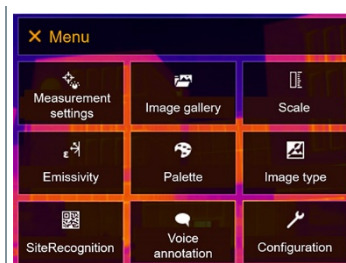 Menu
Measurement
settings
Image gallery
Scale
Emissivity
Palette
Image type
SiteRecognition
Voice
annotation
Configuration